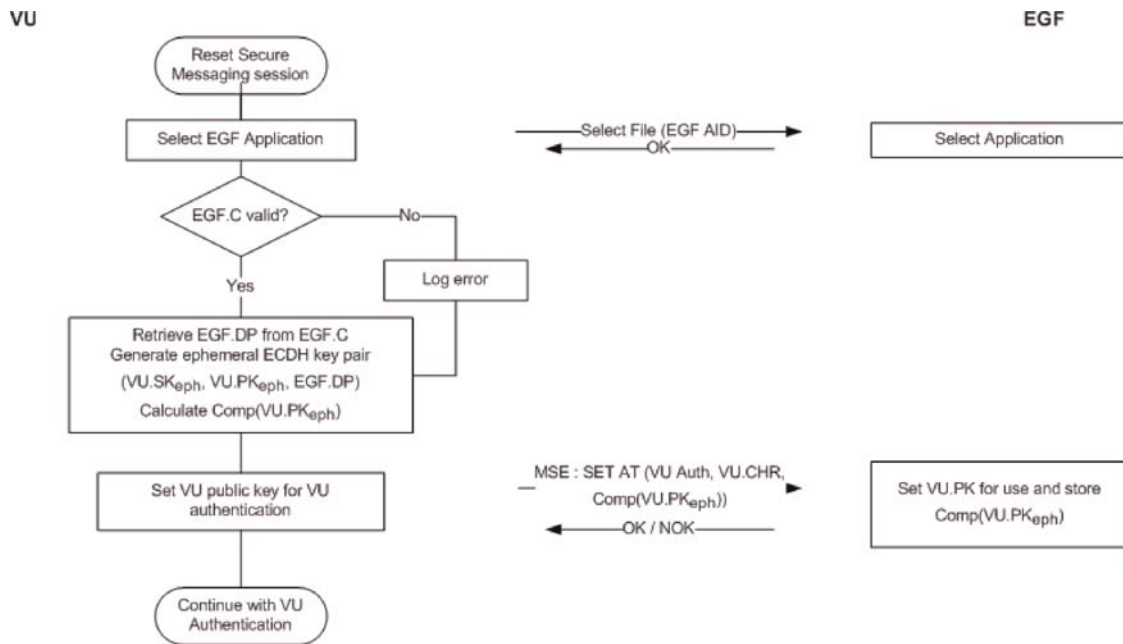 VU
EGF
Reset Secure
Messaging session
Select EGF Application
Select File (EGF AID)
OK
Select Application
EGF.C valid?
No
Log error
Yes
Retrieve EGF.DP from EGF.C
Generate ephemeral ECDH key pair
(VU.SKeph, VU.PKeph, EGF.DP)
Calculate Comp(VU.PKeph)
Set VU public key for VU
authentication
MSE : SET AT (VU Auth, VU.CHR,
Comp(VU.PKeph))
OK / NOK
Set VU.PK for use and store
Comp(VU.PKeph)
Continue with VU
Authentication